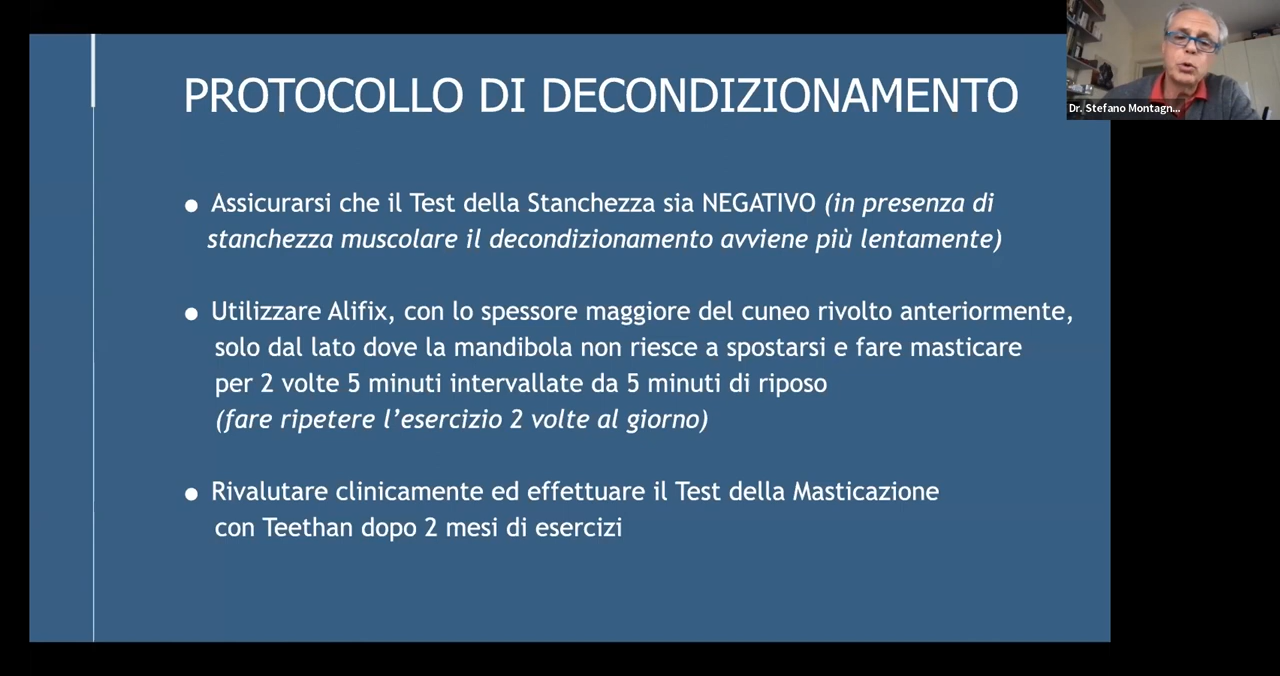 PROTOCOLLO DI DECONDIZIONAMENTO
Dr. Stefano Montagn...
● Assicurarsi che il Test della Stanchezza sia NEGATIVO (in presenza di
stanchezza muscolare il decondizionamento avviene più lentamente)
● Utilizzare Alifix, con lo spessore maggiore del cuneo rivolto anteriormente,
solo dal lato dove la mandibola non riesce a spostarsi e fare masticare
per 2 volte 5 minuti intervallate da 5 minuti di riposo
(fare ripetere l’esercizio 2 volte al giorno)
● Rivalutare clinicamente ed effettuare il Test della Masticazione
con Teethan dopo 2 mesi di esercizi